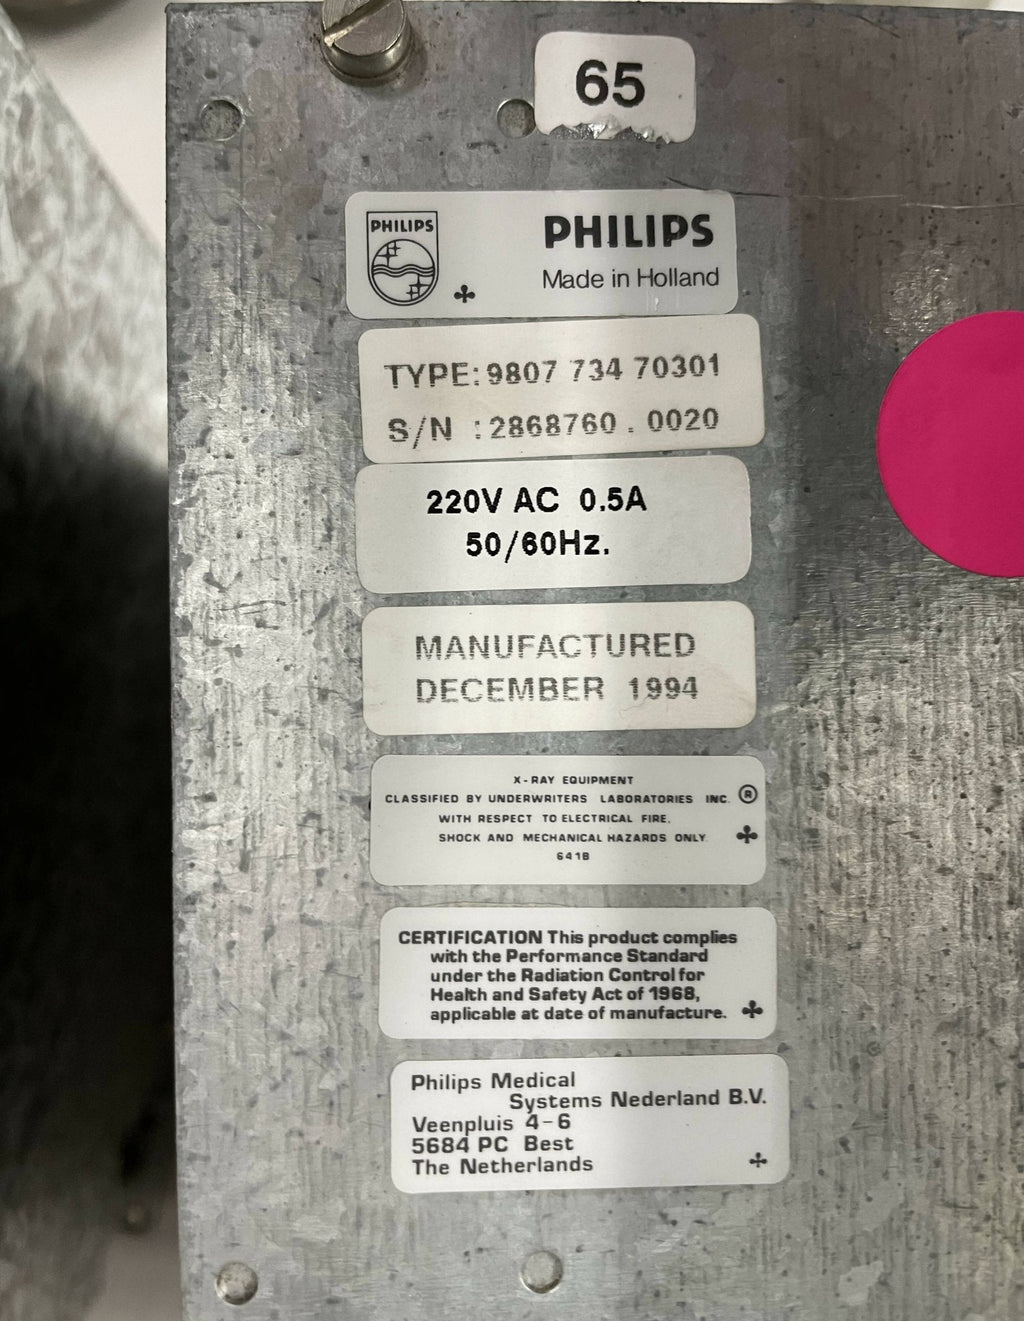 65
PHILIPS
PHILIPS
Made in Holland
TYPE: 9807 734 70301
S/N : 2868760 . 0020
220V AC 0.5A
50/60Hz.
MANUFACTURED
DECEMBER 1994
X-RAY EQUIPMENT
CLASSIFIED BY UNDERWRITERS LABORATORIES INC. ®
WITH RESPECT TO ELECTRICAL FIRE,
SHOCK AND MECHANICAL HAZARDS ONLY
641B
CERTIFICATION This product complies
with the Performance Standard
under the Radiation Control for
Health and Safety Act of 1968,
applicable at date of manufacture.
Philips Medical
Systems Nederland B.V.
Veenpluis 4-6
5684 PC Best
The Netherlands